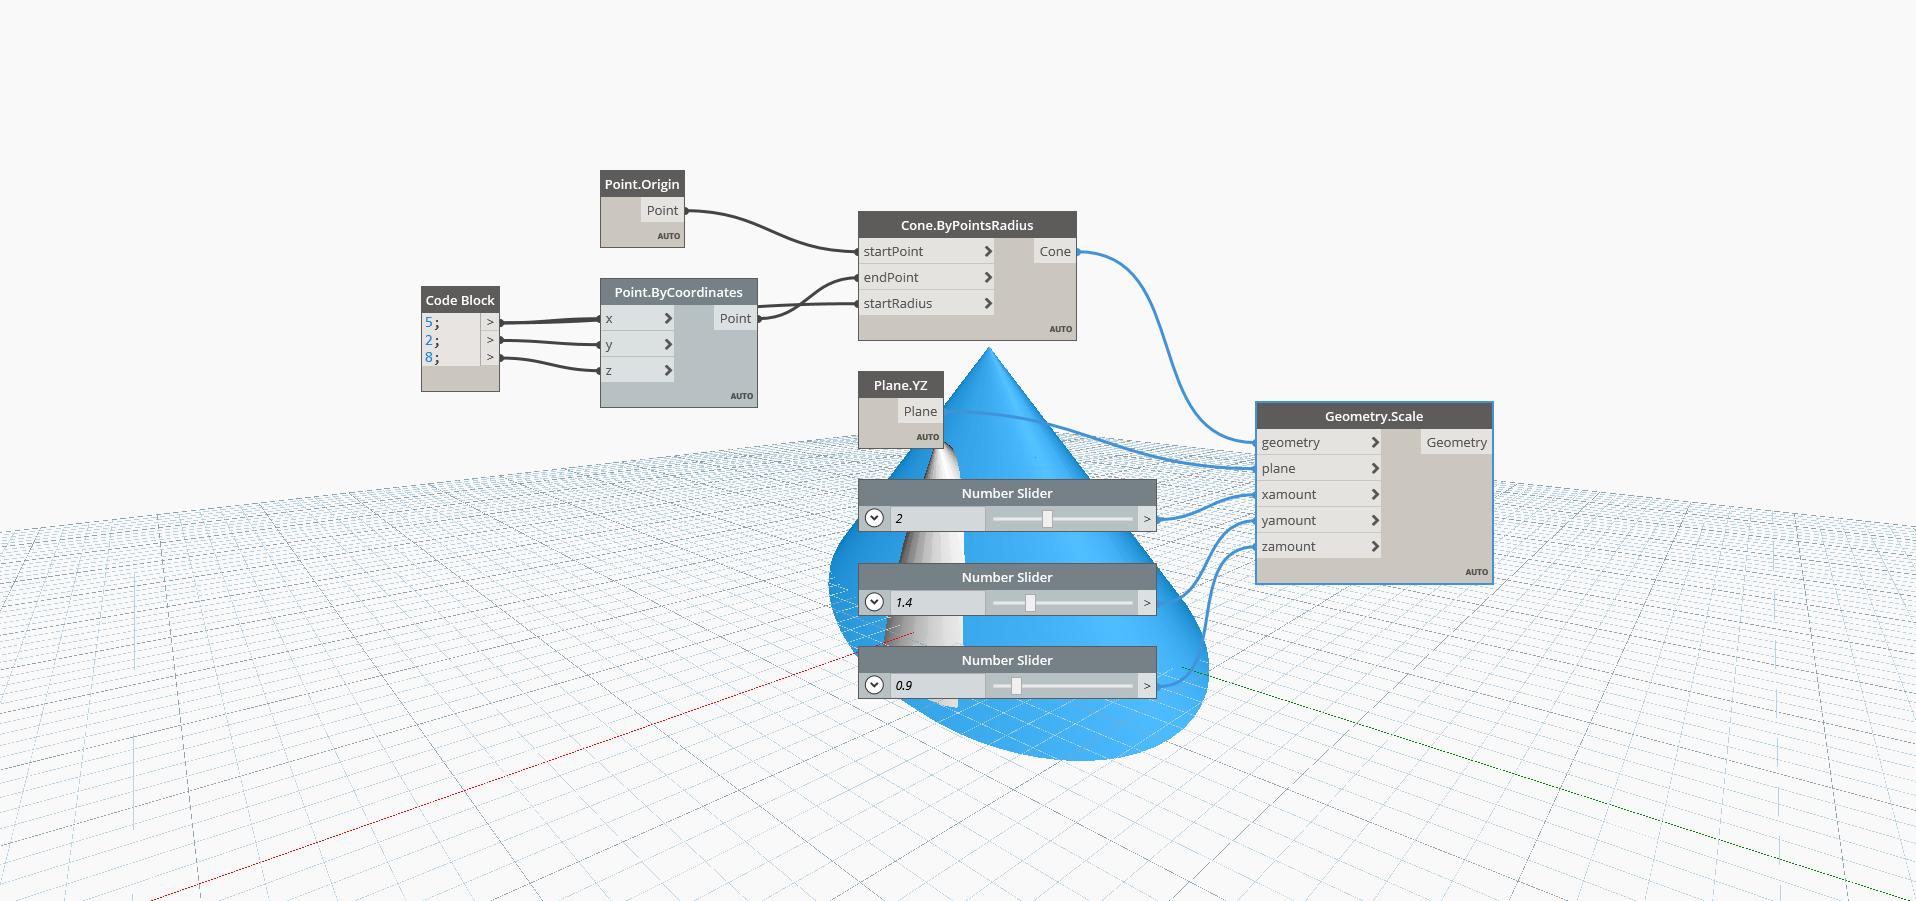 Point.Origin
Point
AUTO
Code Block
5; >
2; >
8; >
Point.ByCoordinates
x Point
y
z
AUTO
Cone.ByPointsRadius
startPoint Cone
endPoint
startRadius
AUTO
Plane.YZ
Plane
AUTO
Number Slider
2 >
Number Slider
1.4 >
Number Slider
0.9 >
Geometry.Scale
geometry Geometry
plane
xamount
yamount
zamount
AUTO